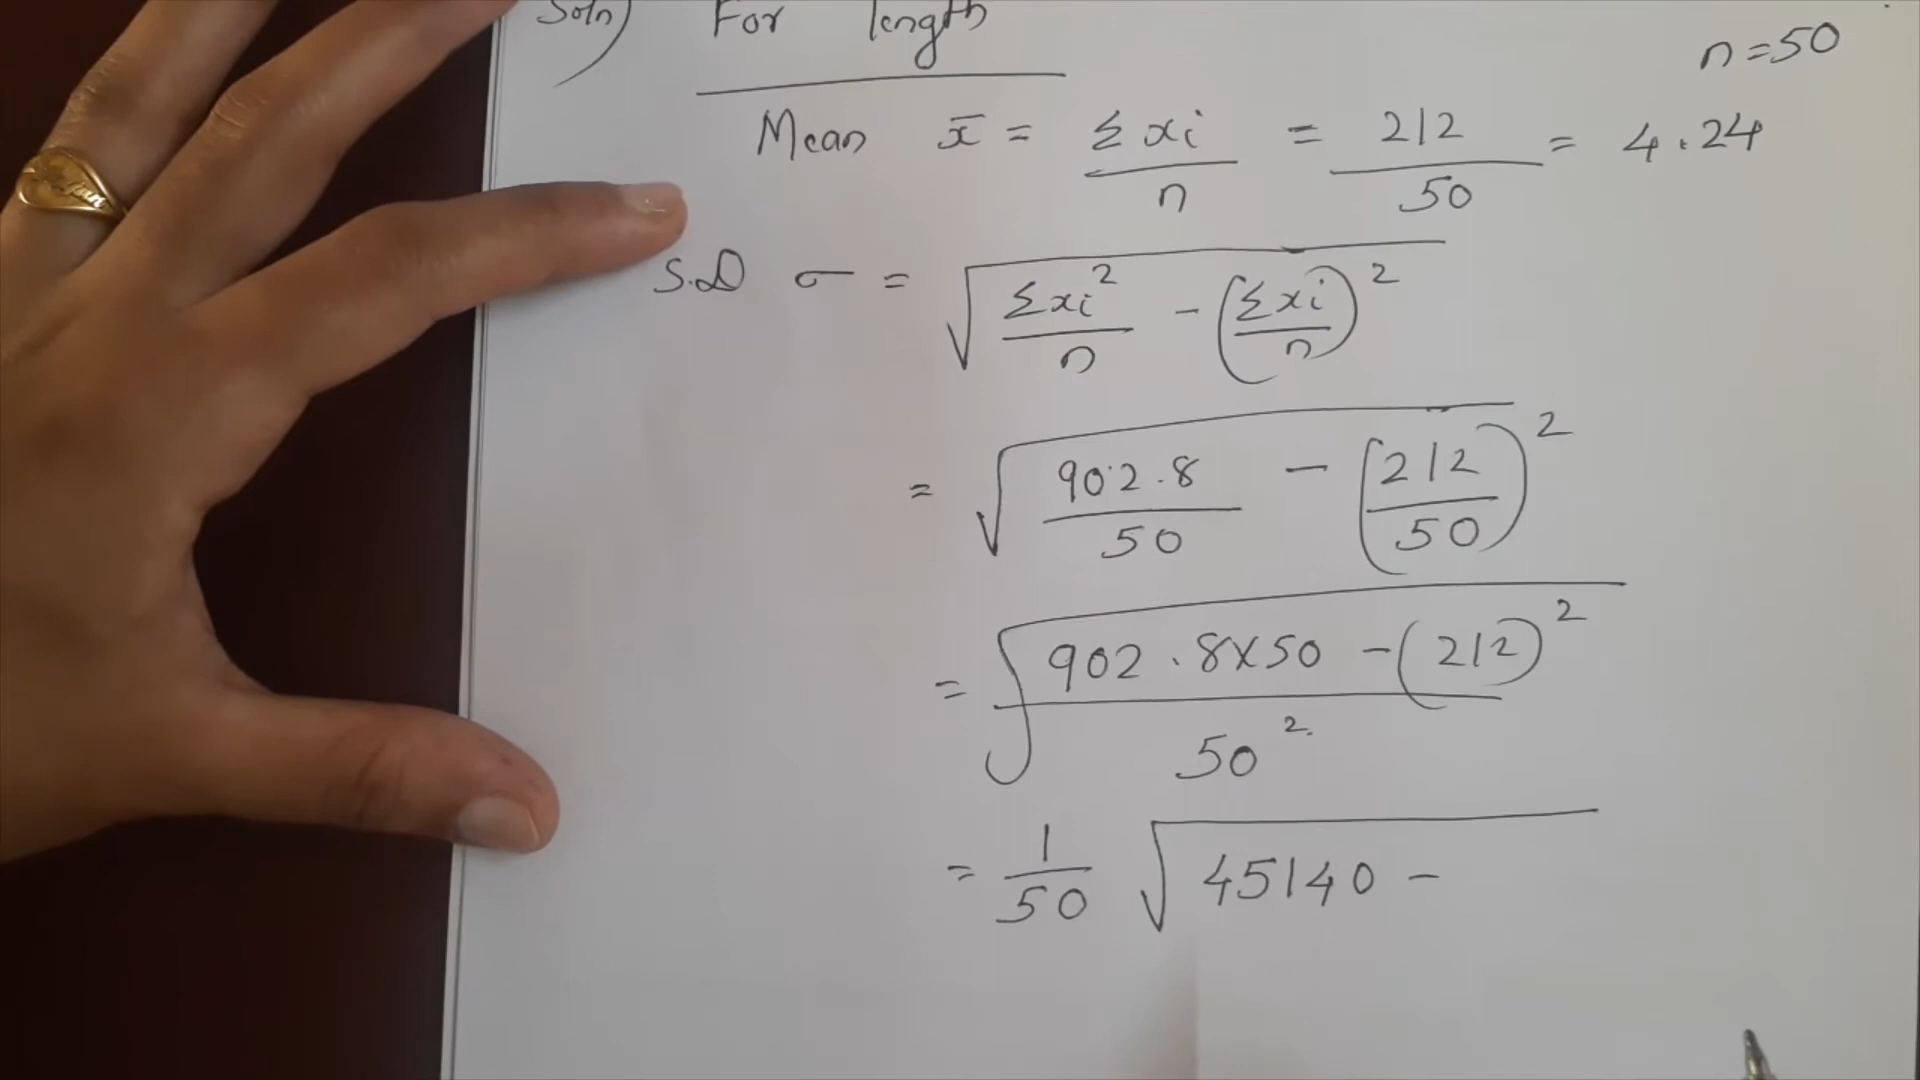 Soln) For length
n=50
Mean x̄ = Σxi/n = 212/50 = 4.24
S.D σ = √(Σxi²/n - (Σxi/n)²)
= √(902.8/50 - (212/50)²)
= √((902.8×50 - (212)²)/50²)
= 1/50 √(45140 -